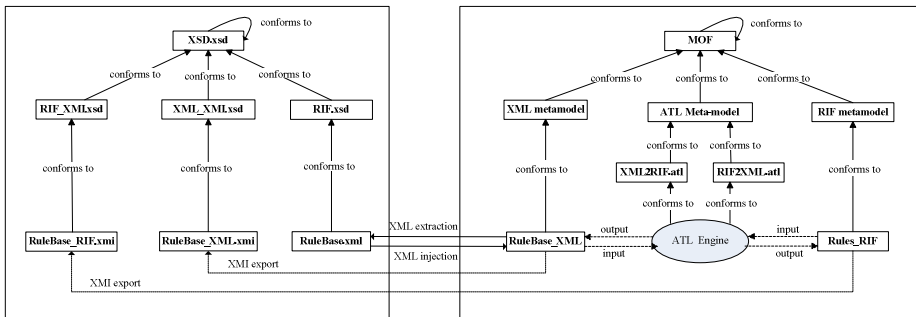 conforms to
XSD.xsd
conforms to
conforms to
conforms to
RIF_XMI.xsd
XML_XMI.xsd
RIF.xsd
conforms to
conforms to
conforms to
RuleBase_RIF.xmi
RuleBase_XML.xmi
RuleBase.xml
XML extraction
XML injection
XMI export
XMI export
conforms to
MOF
conforms to
conforms to
conforms to
XML metamodel
ATL Meta-model
RIF metamodel
conforms to
conforms to
conforms to
conforms to
XML2RIF.atl
RIF2XML.atl
conforms to
conforms to
RuleBase_XML
output
input
ATL Engine
input
output
Rules_RIF